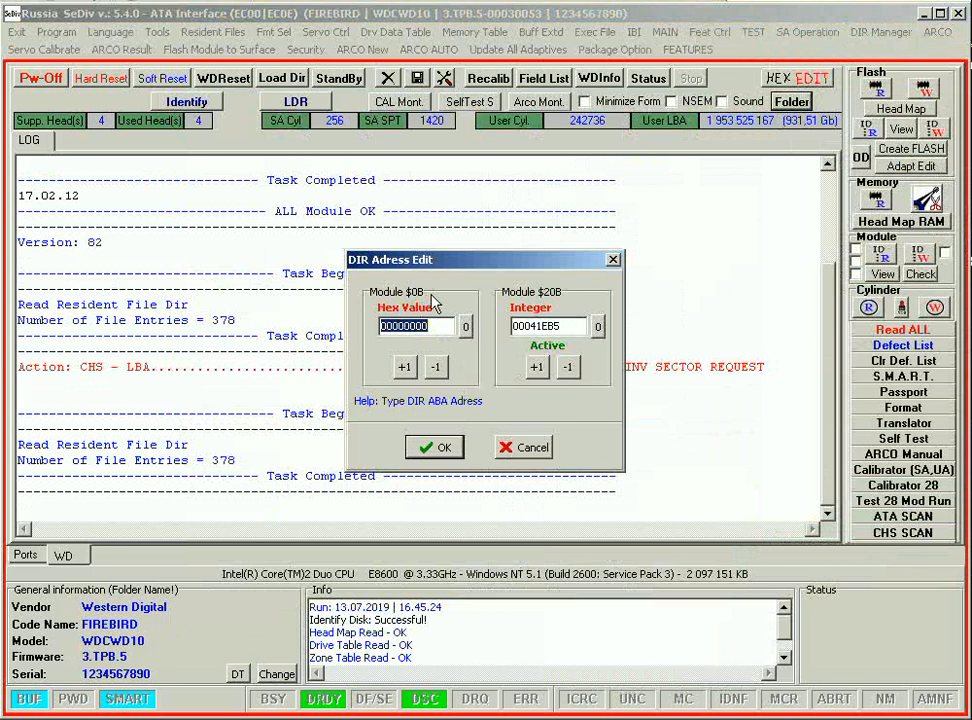 SeDiv Russia SeDiv v.: 5.4.0 - ATA Interface (EC00|EC0E) (FIREBIRD | WDCWD10 | 3.TPB.5-00030053 | 1234567890)
Exit Program Language Tools Resident Files Fmt Sel Servo Ctrl Drv Data Table Memory Table Buff Extd Exec File IBI MAIN Feat Ctrl TEST SA Operation DIR Manager ARCO
Servo Calibrate ARCO Result Flash Module to Surface Security. ARCO New ARCO AUTO Update All Adaptives Package Option FEATURES
Pw-Off Hard Reset Soft Reset WDReset Load Dir StandBy Recalib Field List WDInfo Status Stop HEX EDIT
Identify LDR CAL Mont. SelfTest S Arco Mont. Minimize Form NSEM Sound Folder
Supp. Head(s) 4 Used Head(s) 4 SA Cyl 256 SA SPT 1420 User Cyl. 242736 User LBA 1 953 525 167 (931,51 Gb)
LOG
Task Completed
17.02.12
ALL Module OK
Version: 82
Task Beg
Read Resident File Dir
Number of File Entries = 378
Action: CHS - LBA.................... INV SECTOR REQUEST
Task Beg
Read Resident File Dir
Number of File Entries = 378
Task Completed
DIR Adress Edit
Module $0B Module $20B
Hex Value Integer
00000000 0 00041EB5 0
Active
+1 -1 +1 -1
Help: Type DIR ABA Adress
OK Cancel
Flash
R W
Head Map
ID R View ID W
Create FLASH
OD Adapt Edit
Memory
R
Head Map RAM
Module
ID R ID W
View Check
Cylinder
R W
Read ALL
Defect List
Clr Def. List
S.M.A.R.T.
Passport
Format
Translator
Self Test
ARCO Manual
Calibrator (SA,UA)
Calibrator 28
Test 28 Mod Run
ATA SCAN
CHS SCAN
Ports WD
Intel(R) Core(TM)2 Duo CPU E8600 @ 3.33GHz - Windows NT 5.1 (Build 2600: Service Pack 3) - 2 097 151 KB
General information (Folder Name!)
Vendor Western Digital
Code Name: FIREBIRD
Model: WDCWD10
Firmware: 3.TPB.5
Serial: 1234567890 DT Change
Info
Run: 13.07.2019 | 16.45.24
Identify Disk: Successful!
Head Map Read - OK
Drive Table Read - OK
Zone Table Read - OK
Status
BUF PWD SMART BSY DRDY DF/SE DSC DRQ ERR ICRC UNC MC IDNF MCR ABRT NM AMNF